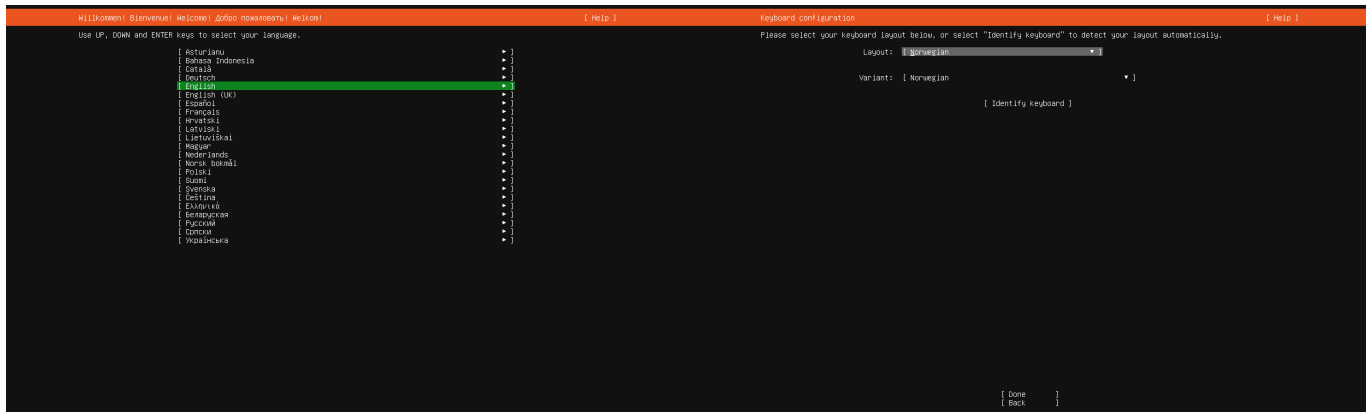 Willkommen! Bienvenue! Welcome! Добро пожаловать! Welkom! [ Help ]
Use UP, DOWN and ENTER keys to select your language.
[ Asturianu ▸ ]
[ Bahasa Indonesia ▸ ]
[ Català ▸ ]
[ Deutsch ▸ ]
[ English ▸ ]
[ English (UK) ▸ ]
[ Español ▸ ]
[ Français ▸ ]
[ Hrvatski ▸ ]
[ Latviski ▸ ]
[ Lietuviškai ▸ ]
[ Magyar ▸ ]
[ Nederlands ▸ ]
[ Norsk bokmål ▸ ]
[ Polski ▸ ]
[ Suomi ▸ ]
[ Svenska ▸ ]
[ Čeština ▸ ]
[ Ελληνικά ▸ ]
[ Беларуская ▸ ]
[ Русский ▸ ]
[ Српски ▸ ]
[ Українська ▸ ]
Keyboard configuration [ Help ]
Please select your keyboard layout below, or select "Identify keyboard" to detect your layout automatically.
Layout: [ Norwegian ▾ ]
Variant: [ Norwegian ▾ ]
[ Identify keyboard ]
[ Done ]
[ Back ]